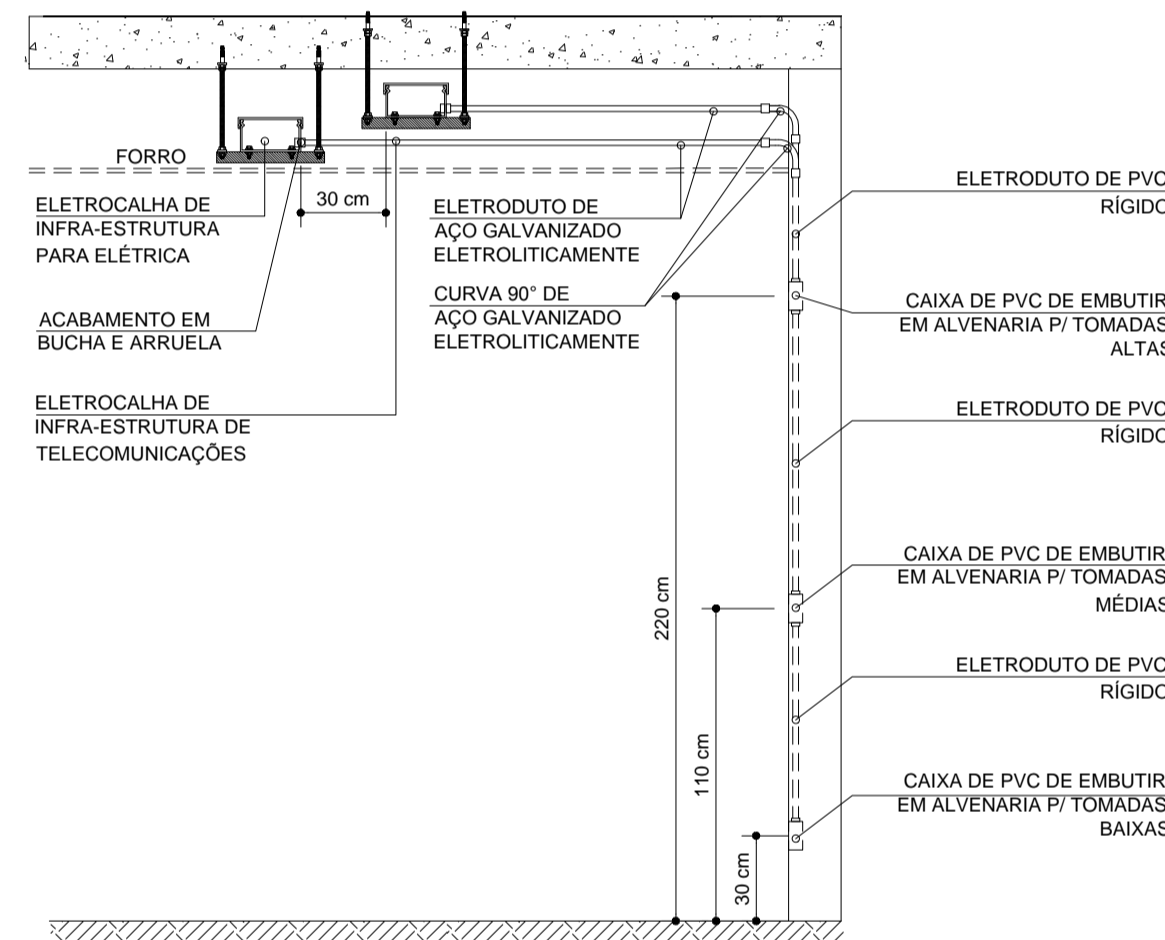 FORRO
ELETROCALHA DE
INFRA-ESTRUTURA
PARA ELÉTRICA
30 cm
ACABAMENTO EM
BUCHA E ARRUELA
ELETROCALHA DE
INFRA-ESTRUTURA DE
TELECOMUNICAÇÕES
ELETRODUTO DE
AÇO GALVANIZADO
ELETROLITICAMENTE
CURVA 90° DE
AÇO GALVANIZADO
ELETROLITICAMENTE
220 cm
110 cm
30 cm
ELETRODUTO DE PVC
RÍGIDO
CAIXA DE PVC DE EMBUTIR
EM ALVENARIA P/ TOMADAS
ALTAS
ELETRODUTO DE PVC
RÍGIDO
CAIXA DE PVC DE EMBUTIR
EM ALVENARIA P/ TOMADAS
MÉDIAS
ELETRODUTO DE PVC
RÍGIDO
CAIXA DE PVC DE EMBUTIR
EM ALVENARIA P/ TOMADAS
BAIXAS